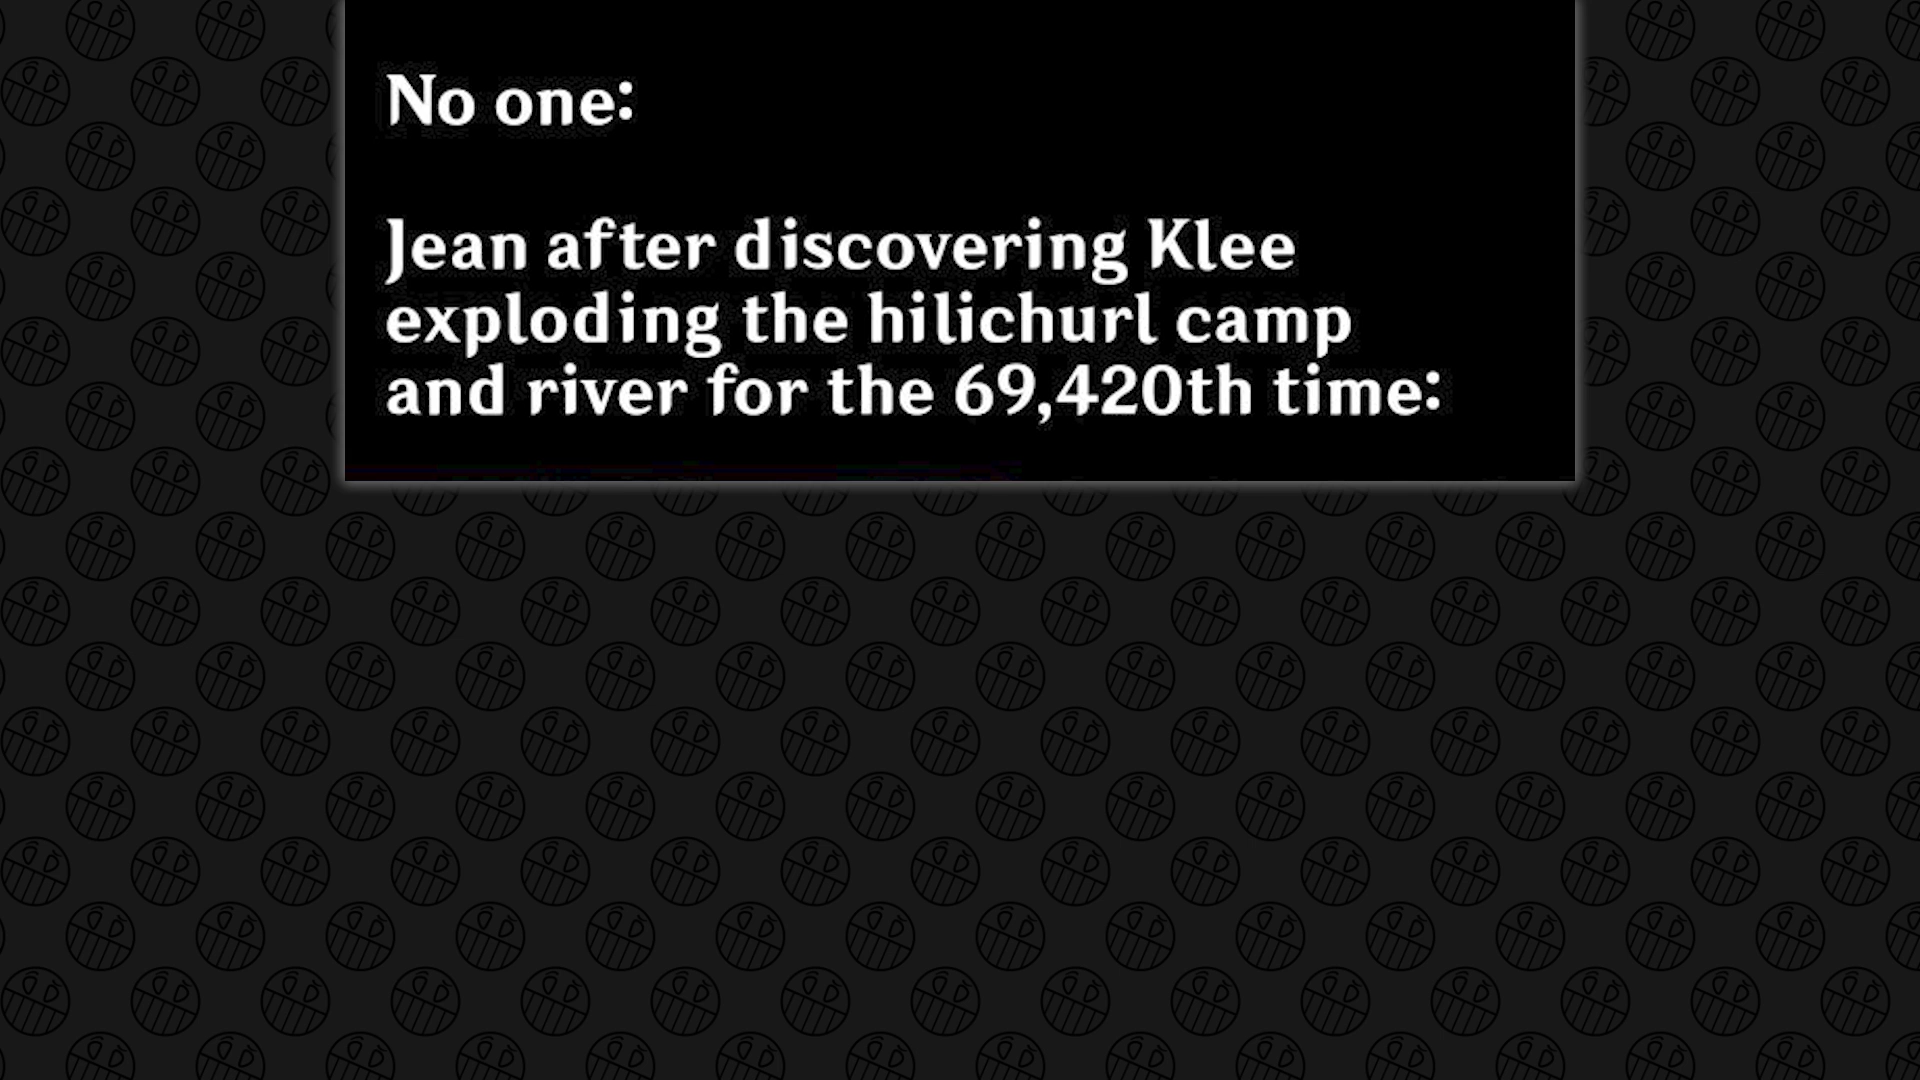 No one:
Jean after discovering Klee
exploding the hilichurl camp
and river for the 69,420th time: